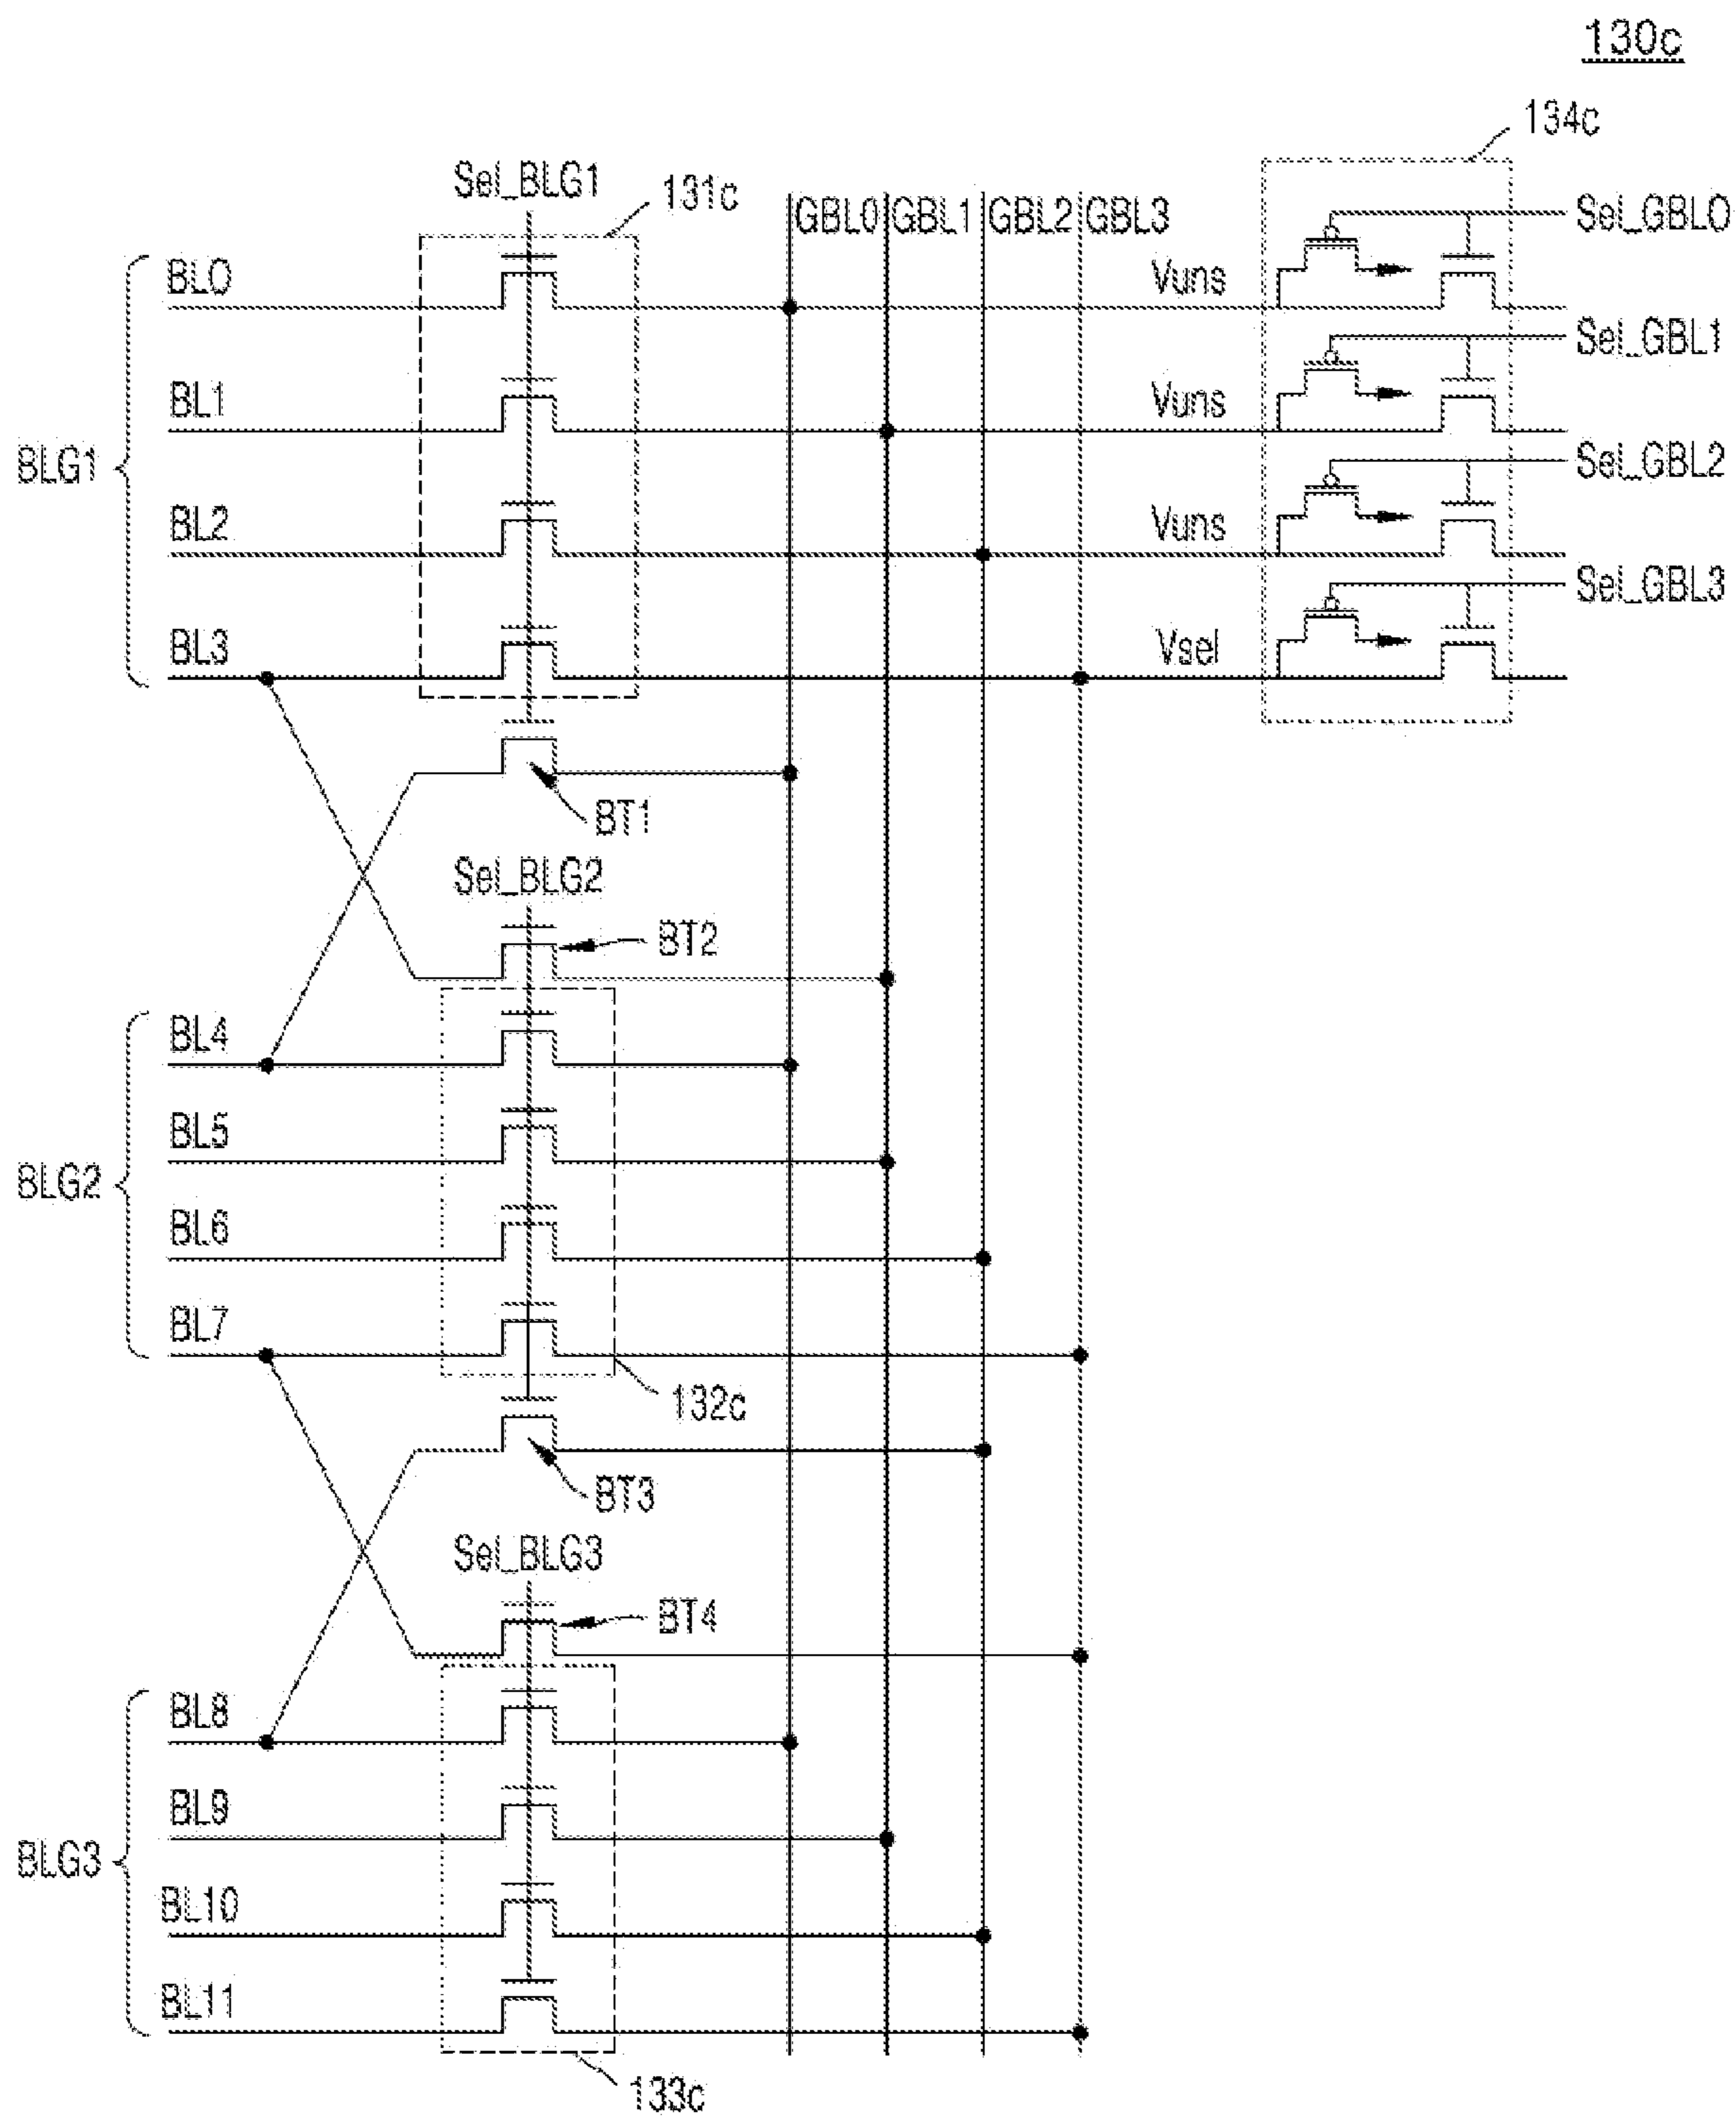 130c
134c
Sel_BLG1
131c
GBL0
GBL1
GBL2
GBL3
Sel_GBL0
BL0
Vuns
Sel_GBL1
BL1
Vuns
BLG1
Sel_GBL2
BL2
Vuns
Sel_GBL3
BL3
Vsel
BT1
Sel_BLG2
BT2
BL4
BL5
BLG2
BL6
BL7
132c
BT3
Sel_BLG3
BT4
BL8
BL9
BLG3
BL10
BL11
133c